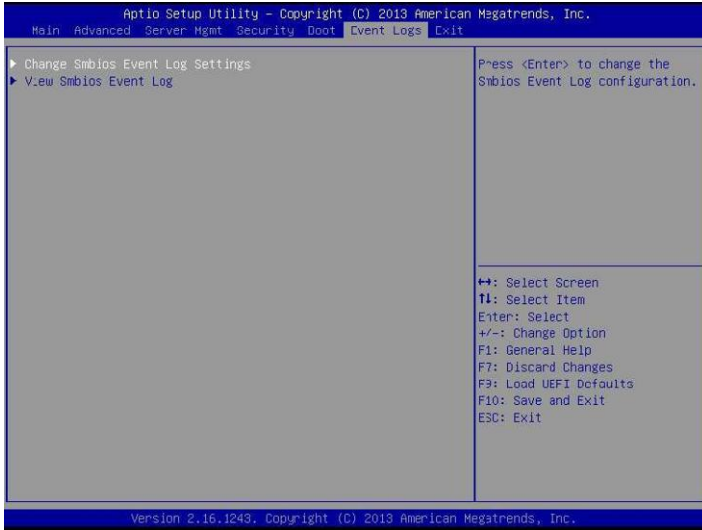 Aptio Setup Utility – Copyright (C) 2013 American Megatrends, Inc.
Main Advanced Server Mgmt Security Boot Event Logs Exit
▶ Change Smbios Event Log Settings
▶ View Smbios Event Log
Press <Enter> to change the
Smbios Event Log configuration.
↔: Select Screen
↑↓: Select Item
Enter: Select
+/-: Change Option
F1: General Help
F7: Discard Changes
F9: Load UEFI Defaults
F10: Save and Exit
ESC: Exit
Version 2.16.1243. Copyright (C) 2013 American Megatrends, Inc.